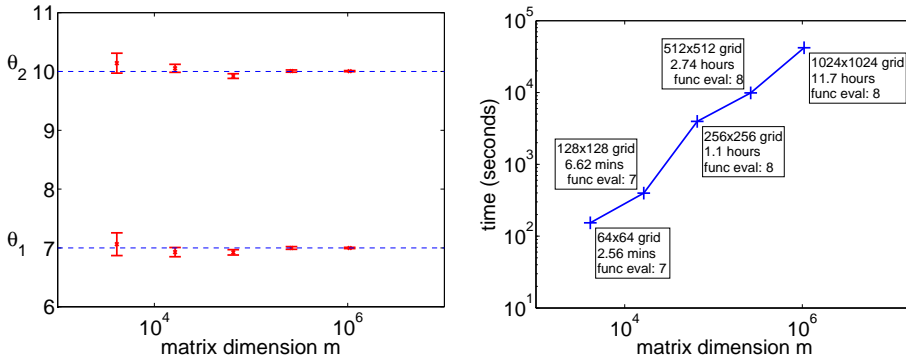 11
θ2 10
9
8
θ1 7
6
10^4
10^6
matrix dimension m
time (seconds)
10^5
10^4
10^3
10^2
10^1
512x512 grid
2.74 hours
func eval: 8
1024x1024 grid
11.7 hours
func eval: 8
128x128 grid
6.62 mins
func eval: 7
256x256 grid
1.1 hours
func eval: 8
64x64 grid
2.56 mins
func eval: 7
10^4
10^6
matrix dimension m